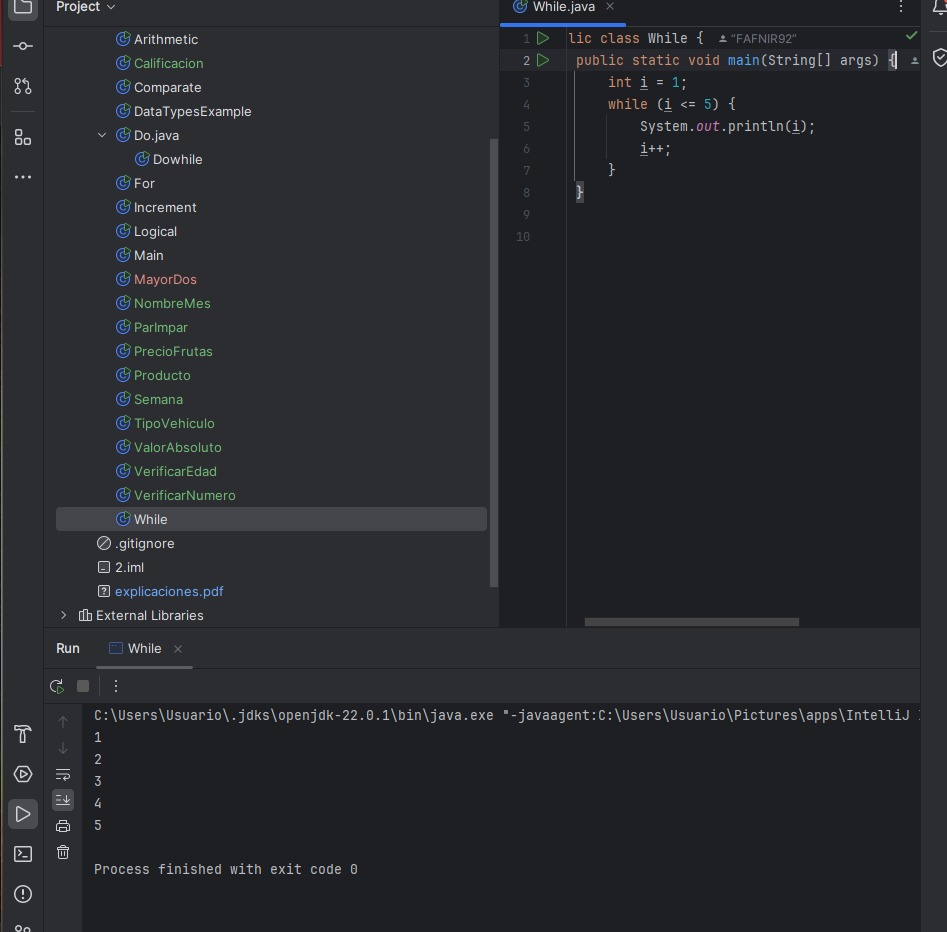 Project
Arithmetic
Calificacion
Comparate
DataTypesExample
Do.java
Dowhile
For
Increment
Logical
Main
MayorDos
NombreMes
ParImpar
PrecioFrutas
Producto
Semana
TipoVehiculo
ValorAbsoluto
VerificarEdad
VerificarNumero
While
.gitignore
2.iml
explicaciones.pdf
External Libraries
While.java
1 lic class While { "FAFNIR92"
2 public static void main(String[] args) {
3 int i = 1;
4 while (i <= 5) {
5 System.out.println(i);
6 i++;
7 }
8 }
9
10
Run While
C:\Users\Usuario\.jdks\openjdk-22.0.1\bin\java.exe "-javaagent:C:\Users\Usuario\Pictures\apps\IntelliJ
1
2
3
4
5
Process finished with exit code 0